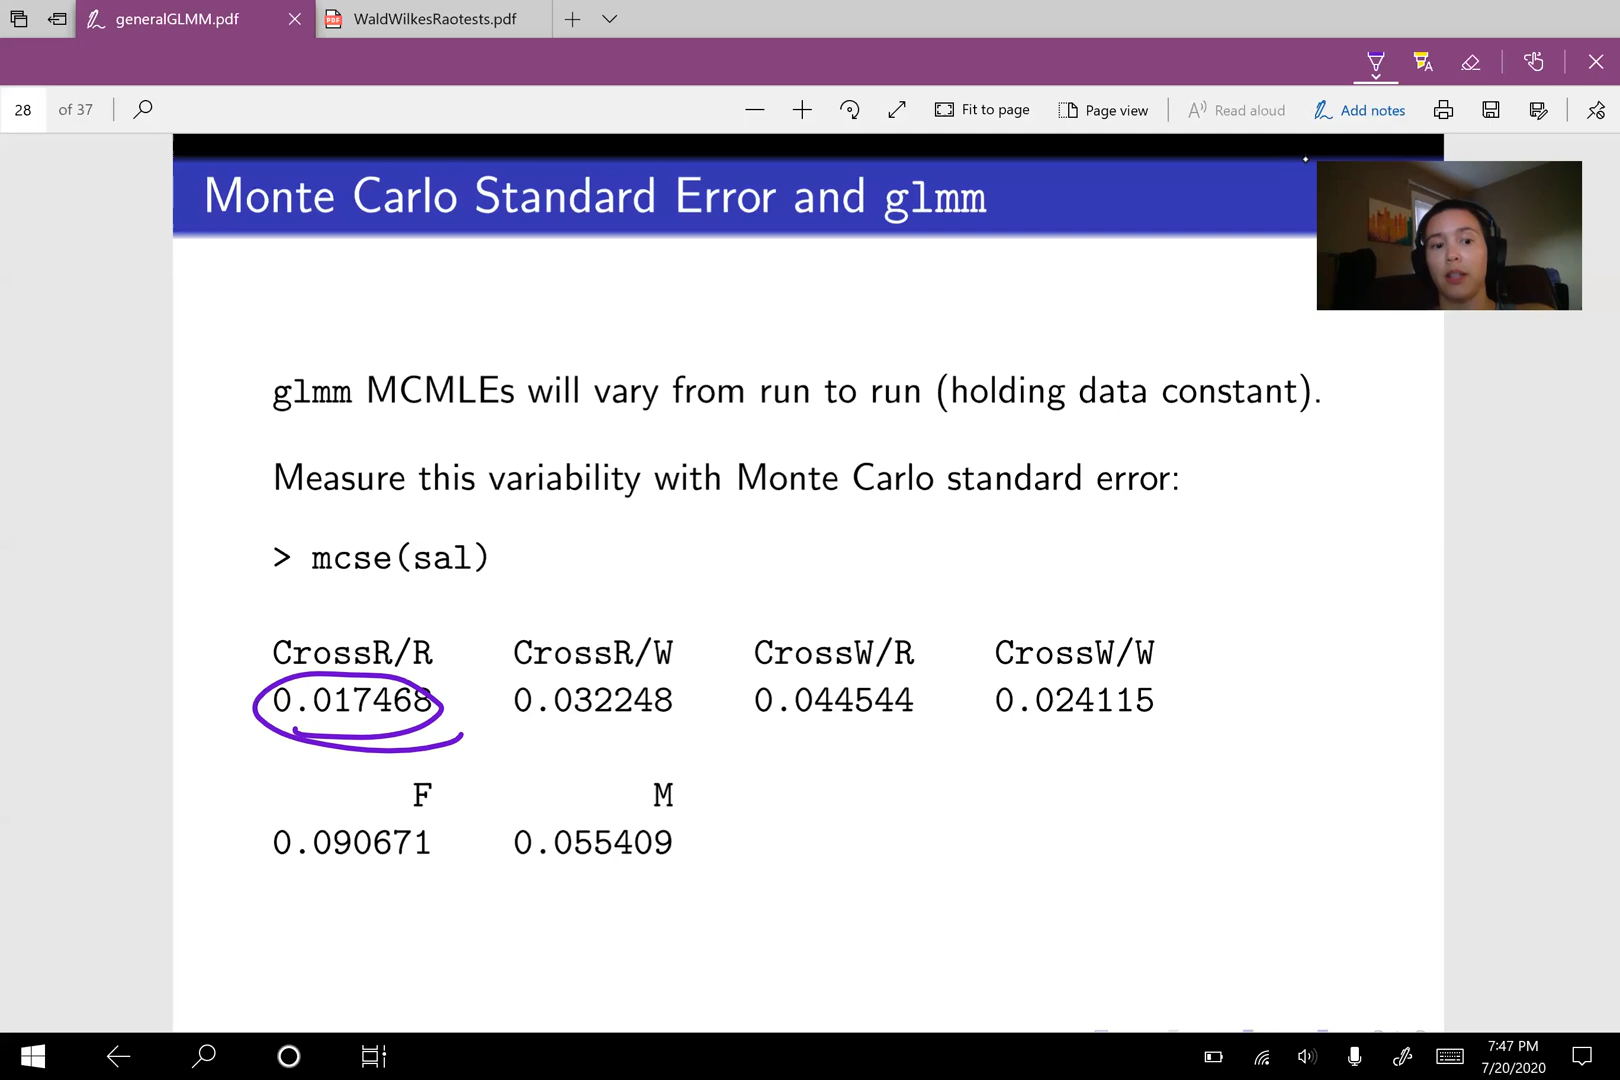 generalGLMM.pdf
WaldWilkesRaotests.pdf
28 of 37
Fit to page
Page view
Read aloud
Add notes
Monte Carlo Standard Error and glmm
glmm MCMLEs will vary from run to run (holding data constant).
Measure this variability with Monte Carlo standard error:
> mcse(sal)
CrossR/R CrossR/W CrossW/R CrossW/W
0.017468 0.032248 0.044544 0.024115
F M
0.090671 0.055409
7:47 PM
7/20/2020